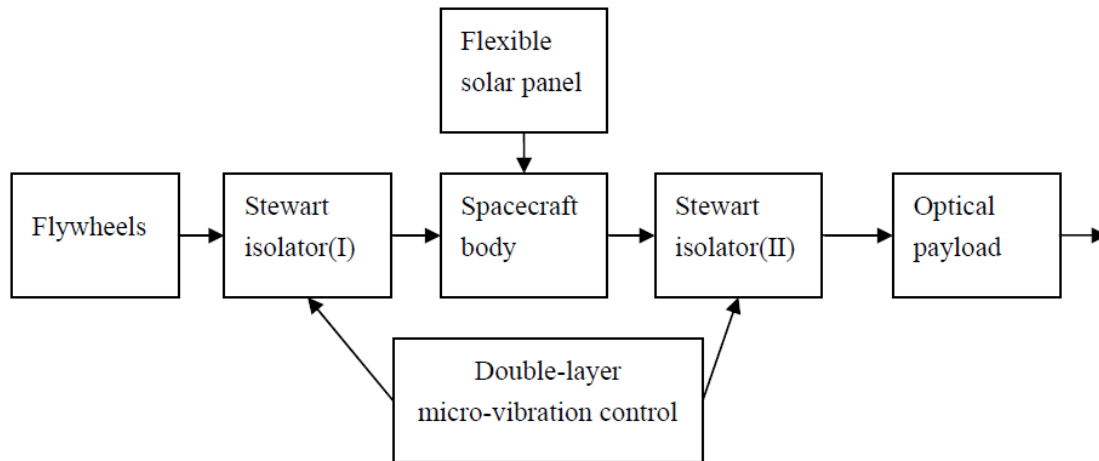 Flexible
solar panel
Flywheels
Stewart
isolator(I)
Spacecraft
body
Stewart
isolator(II)
Optical
payload
Double-layer
micro-vibration control